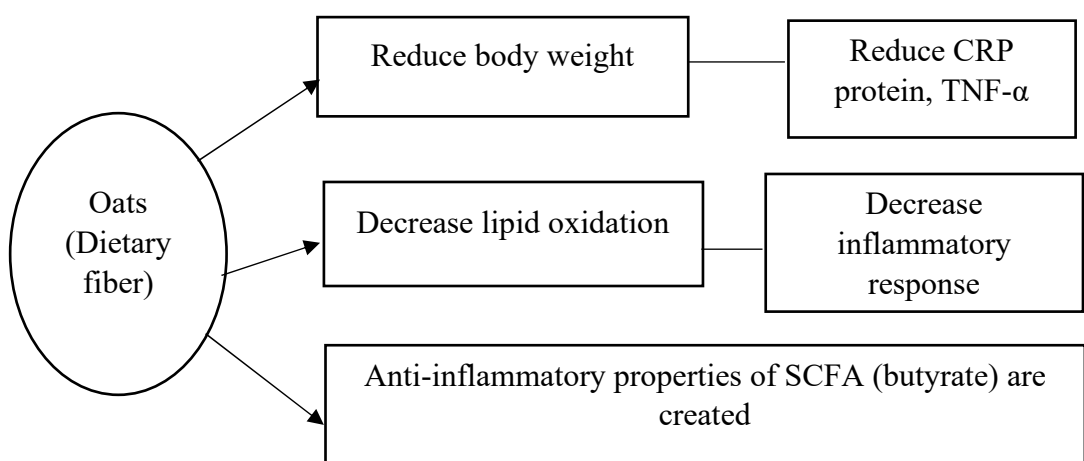 Reduce body weight
Reduce CRP
protein, TNF-α
Oats
(Dietary
fiber)
Decrease lipid oxidation
Decrease
inflammatory
response
Anti-inflammatory properties of SCFA (butyrate) are
created